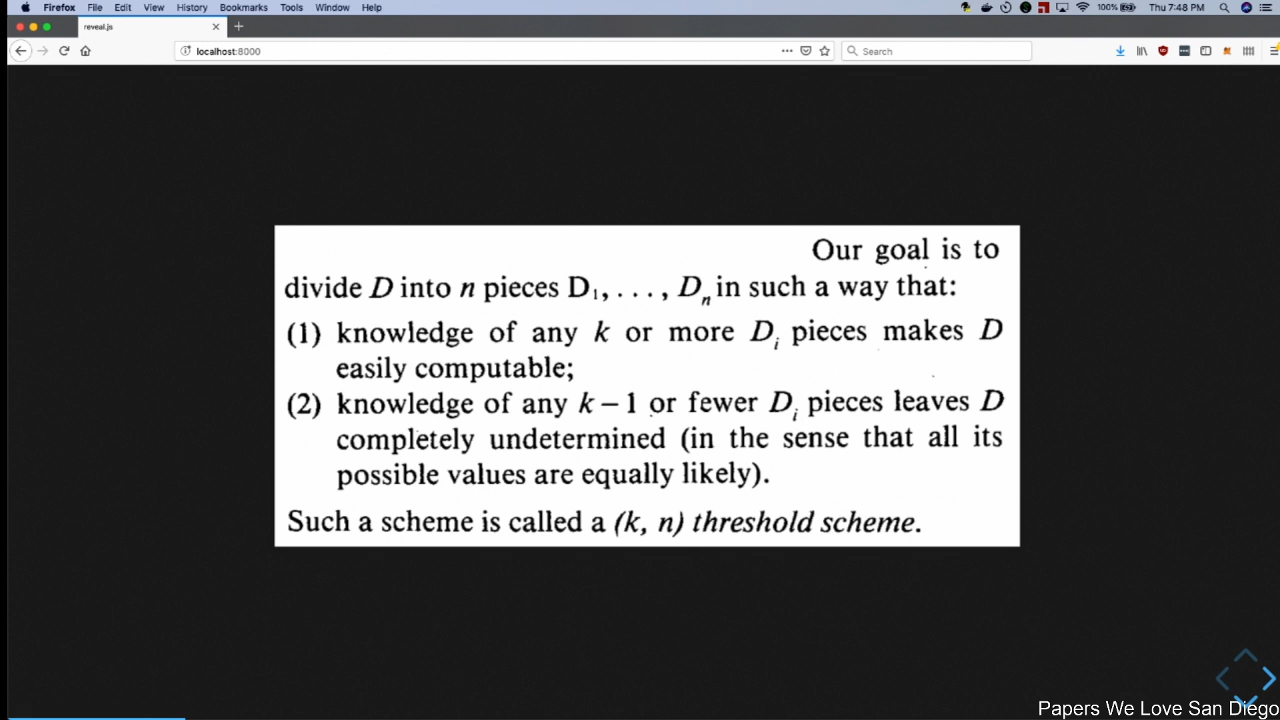 Firefox File Edit View History Bookmarks Tools Window Help 100% Thu 7:48 PM
reveal.js
localhost:8000 Search
Our goal is to
divide D into n pieces D₁, . . . , Dₙ in such a way that:
(1) knowledge of any k or more Dᵢ pieces makes D
easily computable;
(2) knowledge of any k – 1 or fewer Dᵢ pieces leaves D
completely undetermined (in the sense that all its
possible values are equally likely).
Such a scheme is called a (k, n) threshold scheme.
Papers We Love San Diego